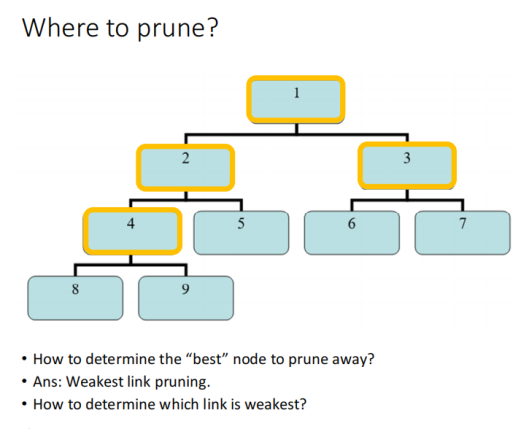 Where to prune?
1
2
3
4
5
6
7
8
9
• How to determine the “best” node to prune away?
• Ans: Weakest link pruning.
• How to determine which link is weakest?